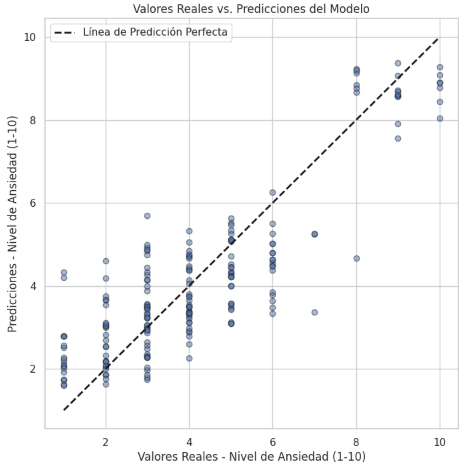 Valores Reales vs. Predicciones del Modelo
Línea de Predicción Perfecta
Predicciones - Nivel de Ansiedad (1-10)
10
8
6
4
2
2 4 6 8 10
Valores Reales - Nivel de Ansiedad (1-10)